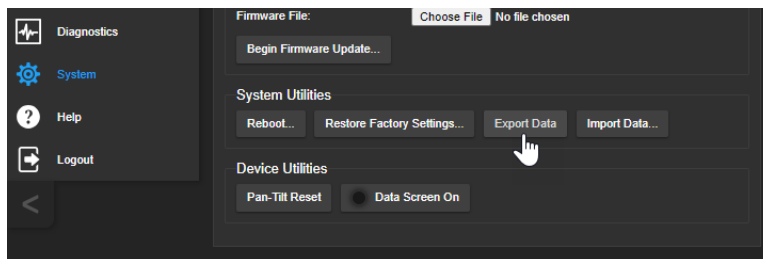 Diagnostics
System
Help
Logout
Firmware File: Choose File No file chosen
Begin Firmware Update...
System Utilities
Reboot... Restore Factory Settings... Export Data Import Data...
Device Utilities
Pan-Tilt Reset Data Screen On